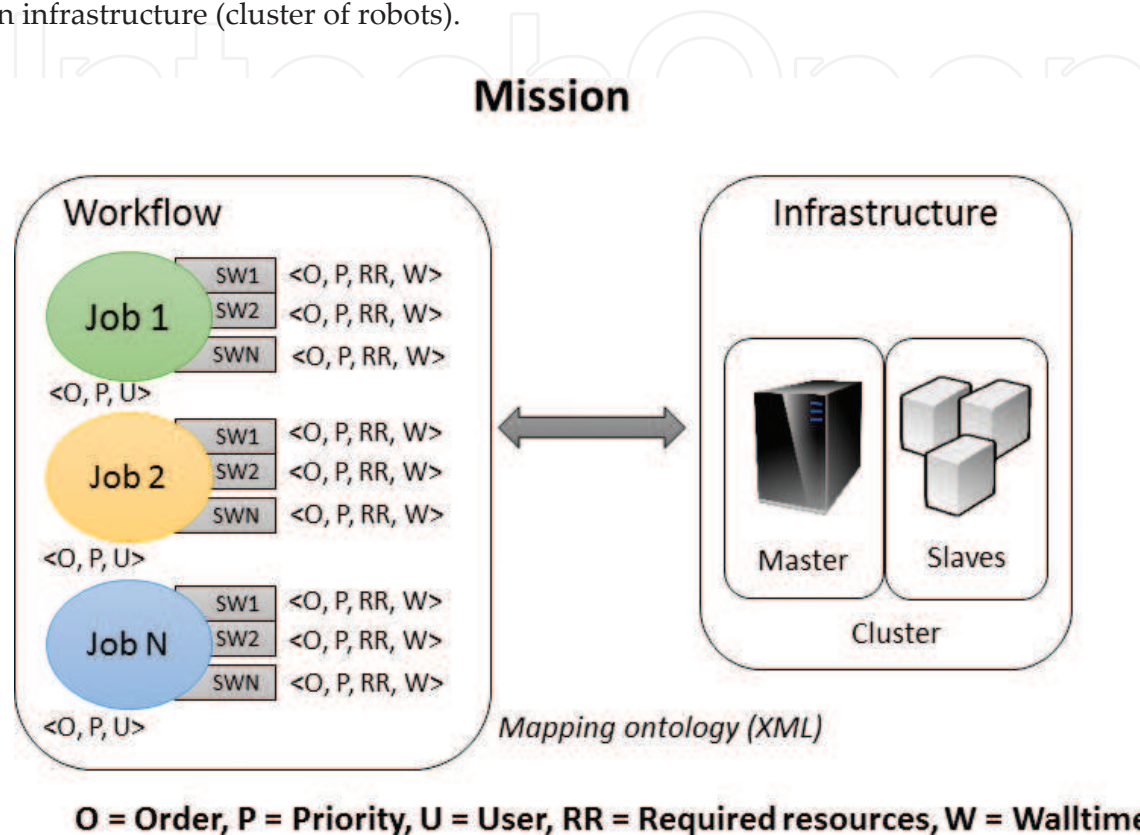 n infrastructure (cluster of robots).
IntechOpen
Mission
Workflow
Job 1
SW1 <O, P, RR, W>
SW2 <O, P, RR, W>
SWN <O, P, RR, W>
<O, P, U>
Job 2
SW1 <O, P, RR, W>
SW2 <O, P, RR, W>
SWN <O, P, RR, W>
<O, P, U>
Job N
SW1 <O, P, RR, W>
SW2 <O, P, RR, W>
SWN <O, P, RR, W>
<O, P, U>
Infrastructure
Master
Slaves
Cluster
Mapping ontology (XML)
O = Order, P = Priority, U = User, RR = Required resources, W = Walltime